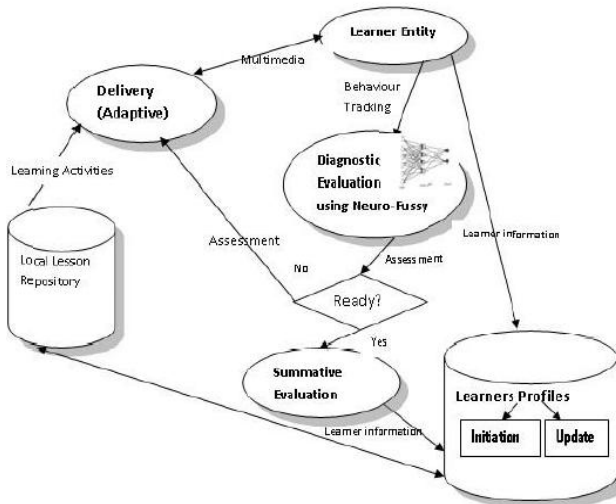 Learner Entity
Multimedia
Delivery
(Adaptive)
Behaviour
Tracking
Diagnostic
Evaluation
using Neuro-Fussy
Learning Activities
Local Lesson
Repository
Assessment
No
Assessment
Learner information
Ready?
Yes
Summative
Evaluation
Learner information
Learners Profiles
Initiation
Update